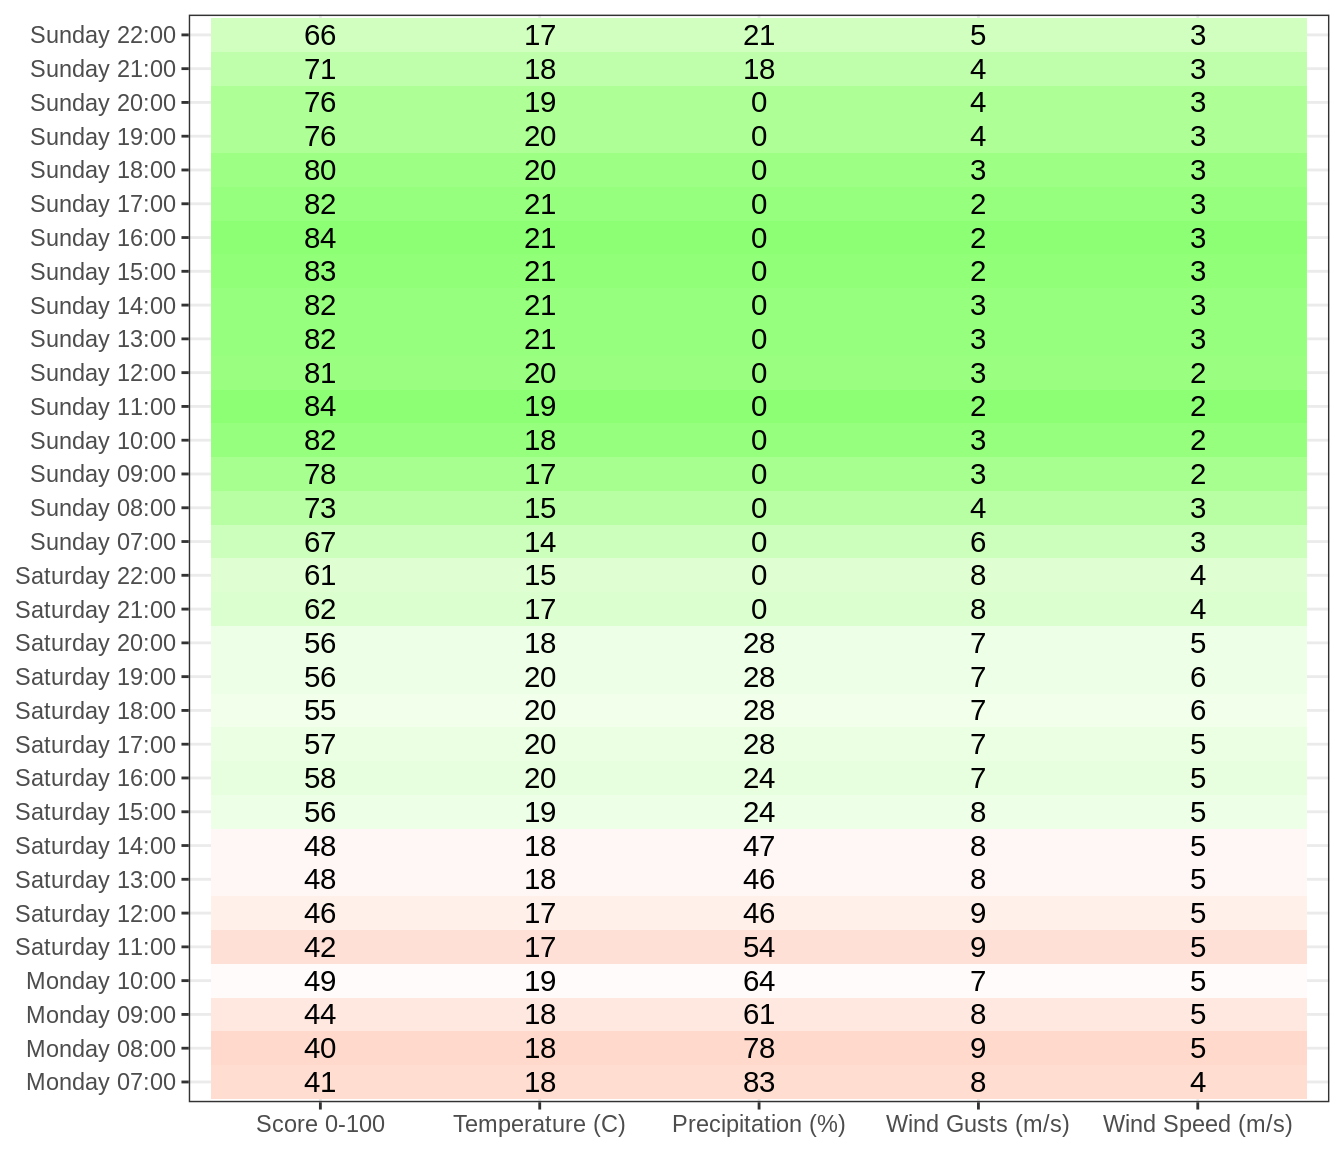 Sunday 22:00 66 17 21 5 3
Sunday 21:00 71 18 18 4 3
Sunday 20:00 76 19 0 4 3
Sunday 19:00 76 20 0 4 3
Sunday 18:00 80 20 0 3 3
Sunday 17:00 82 21 0 2 3
Sunday 16:00 84 21 0 2 3
Sunday 15:00 83 21 0 2 3
Sunday 14:00 82 21 0 3 3
Sunday 13:00 82 21 0 3 3
Sunday 12:00 81 20 0 3 2
Sunday 11:00 84 19 0 2 2
Sunday 10:00 82 18 0 3 2
Sunday 09:00 78 17 0 3 2
Sunday 08:00 73 15 0 4 3
Sunday 07:00 67 14 0 6 3
Saturday 22:00 61 15 0 8 4
Saturday 21:00 62 17 0 8 4
Saturday 20:00 56 18 28 7 5
Saturday 19:00 56 20 28 7 6
Saturday 18:00 55 20 28 7 6
Saturday 17:00 57 20 28 7 5
Saturday 16:00 58 20 24 7 5
Saturday 15:00 56 19 24 8 5
Saturday 14:00 48 18 47 8 5
Saturday 13:00 48 18 46 8 5
Saturday 12:00 46 17 46 9 5
Saturday 11:00 42 17 54 9 5
Monday 10:00 49 19 64 7 5
Monday 09:00 44 18 61 8 5
Monday 08:00 40 18 78 9 5
Monday 07:00 41 18 83 8 4
Score 0-100 Temperature (C) Precipitation (%) Wind Gusts (m/s) Wind Speed (m/s)